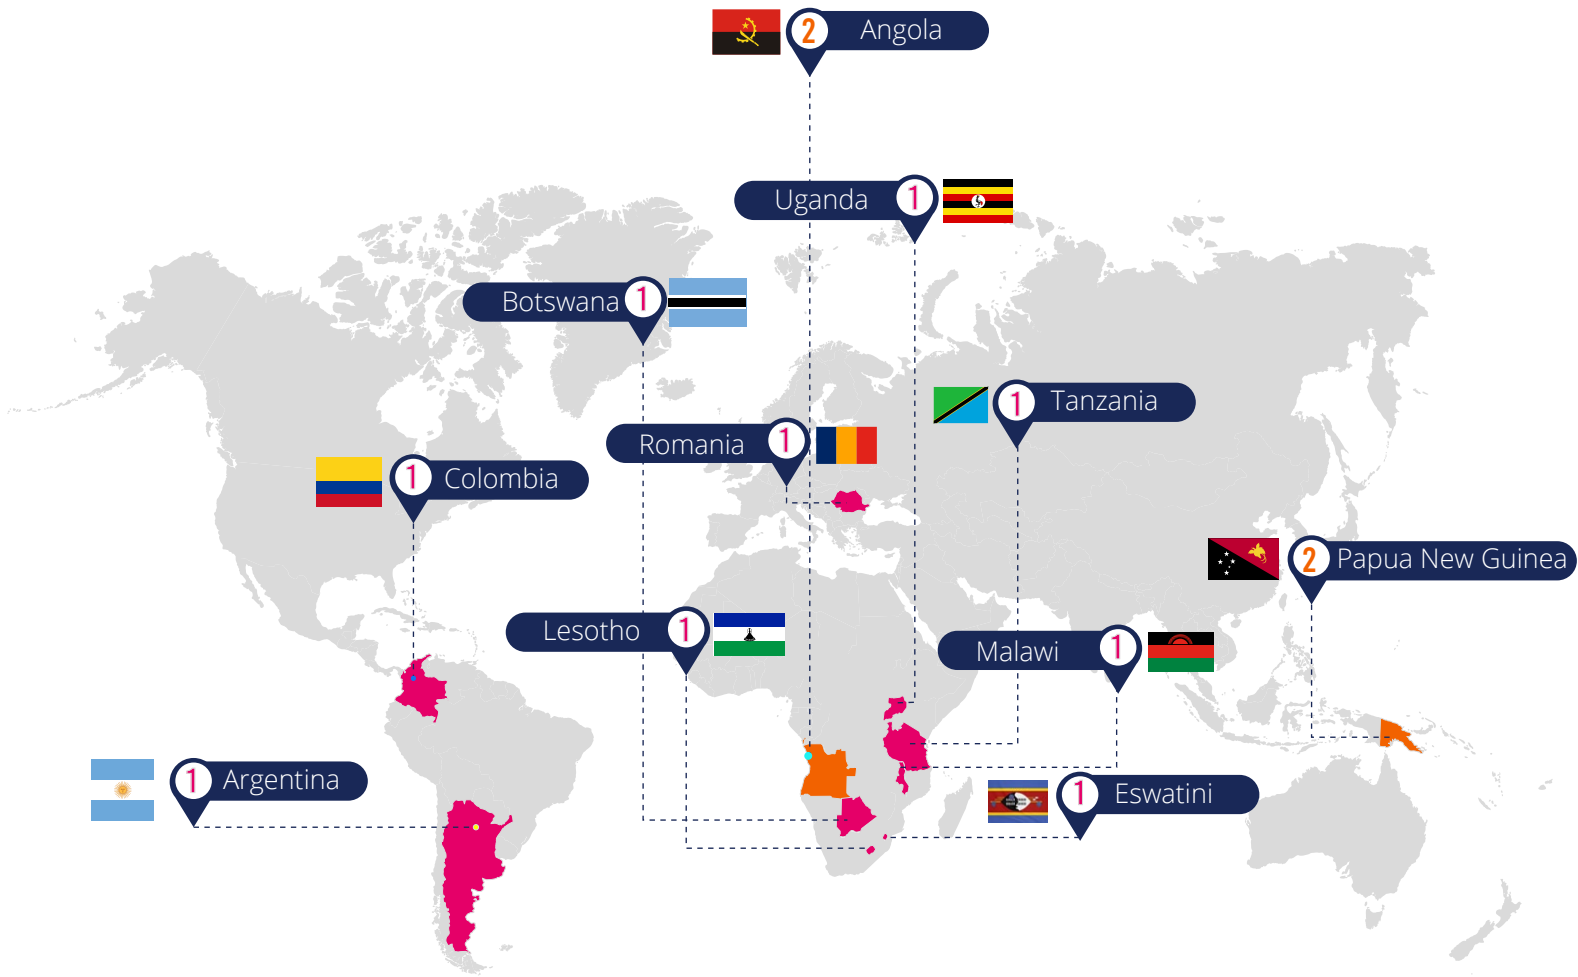 2 Angola
Uganda 1
Botswana 1
1 Tanzania
Romania 1
1 Colombia
2 Papua New Guinea
Lesotho 1
Malawi 1
1 Argentina
1 Eswatini